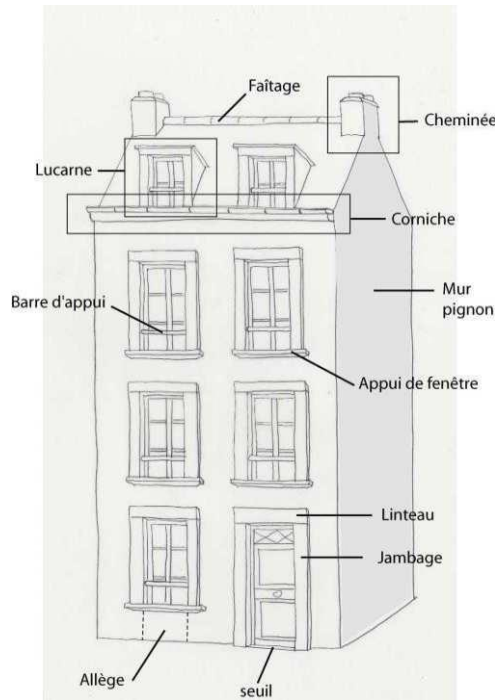 Faîtage
Cheminée
Lucarne
Corniche
Barre d'appui
Mur
pignon
Appui de fenêtre
Linteau
Jambage
Allège
seuil